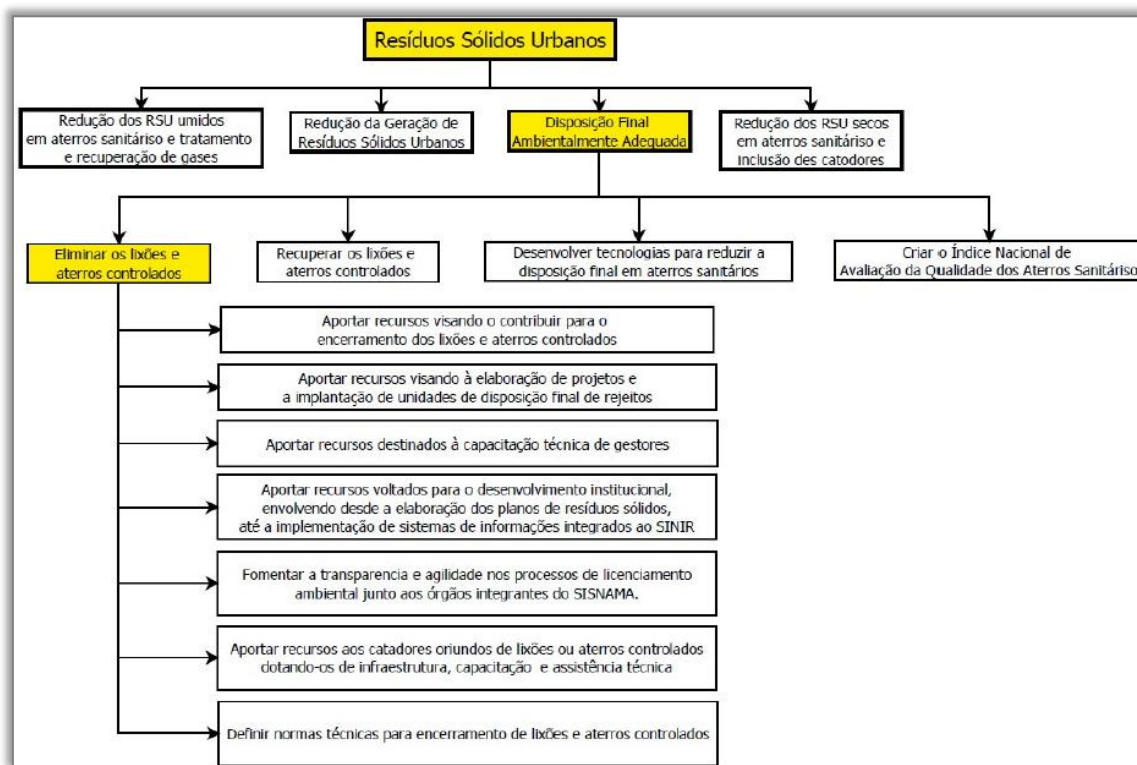 Resíduos Sólidos Urbanos
Redução dos RSU umidos
em aterros sanitáriso e tratamento
e recuperação de gases
Redução da Geração de
Resíduos Sólidos Urbanos
Disposição Final
Ambientalmente Adequada
Redução dos RSU secos
em aterros sanitáriso e
inclusão des catodores
Eliminar os lixões e
aterros controlados
Recuperar os lixões e
aterros controlados
Desenvolver tecnologias para reduzir a
disposição final em aterros sanitários
Criar o Índice Nacional de
Avaliação da Qualidade dos Aterros Sanitáriso
Aportar recursos visando o contribuir para o
encerramento dos lixões e aterros controlados
Aportar recursos visando à elaboração de projetos e
a implantação de unidades de disposição final de rejeitos
Aportar recursos destinados à capacitação técnica de gestores
Aportar recursos voltados para o desenvolvimento institucional,
envolvendo desde a elaboração dos planos de resíduos sólidos,
até a implementação de sistemas de informações integrados ao SINIR
Fomentar a transparencia e agilidade nos processos de licenciamento
ambiental junto aos órgãos integrantes do SISNAMA.
Aportar recursos aos catadores oriundos de lixões ou aterros controlados
dotando-os de infraestrutura, capacitação e assistência técnica
Definir normas técnicas para encerramento de lixões e aterros controlados